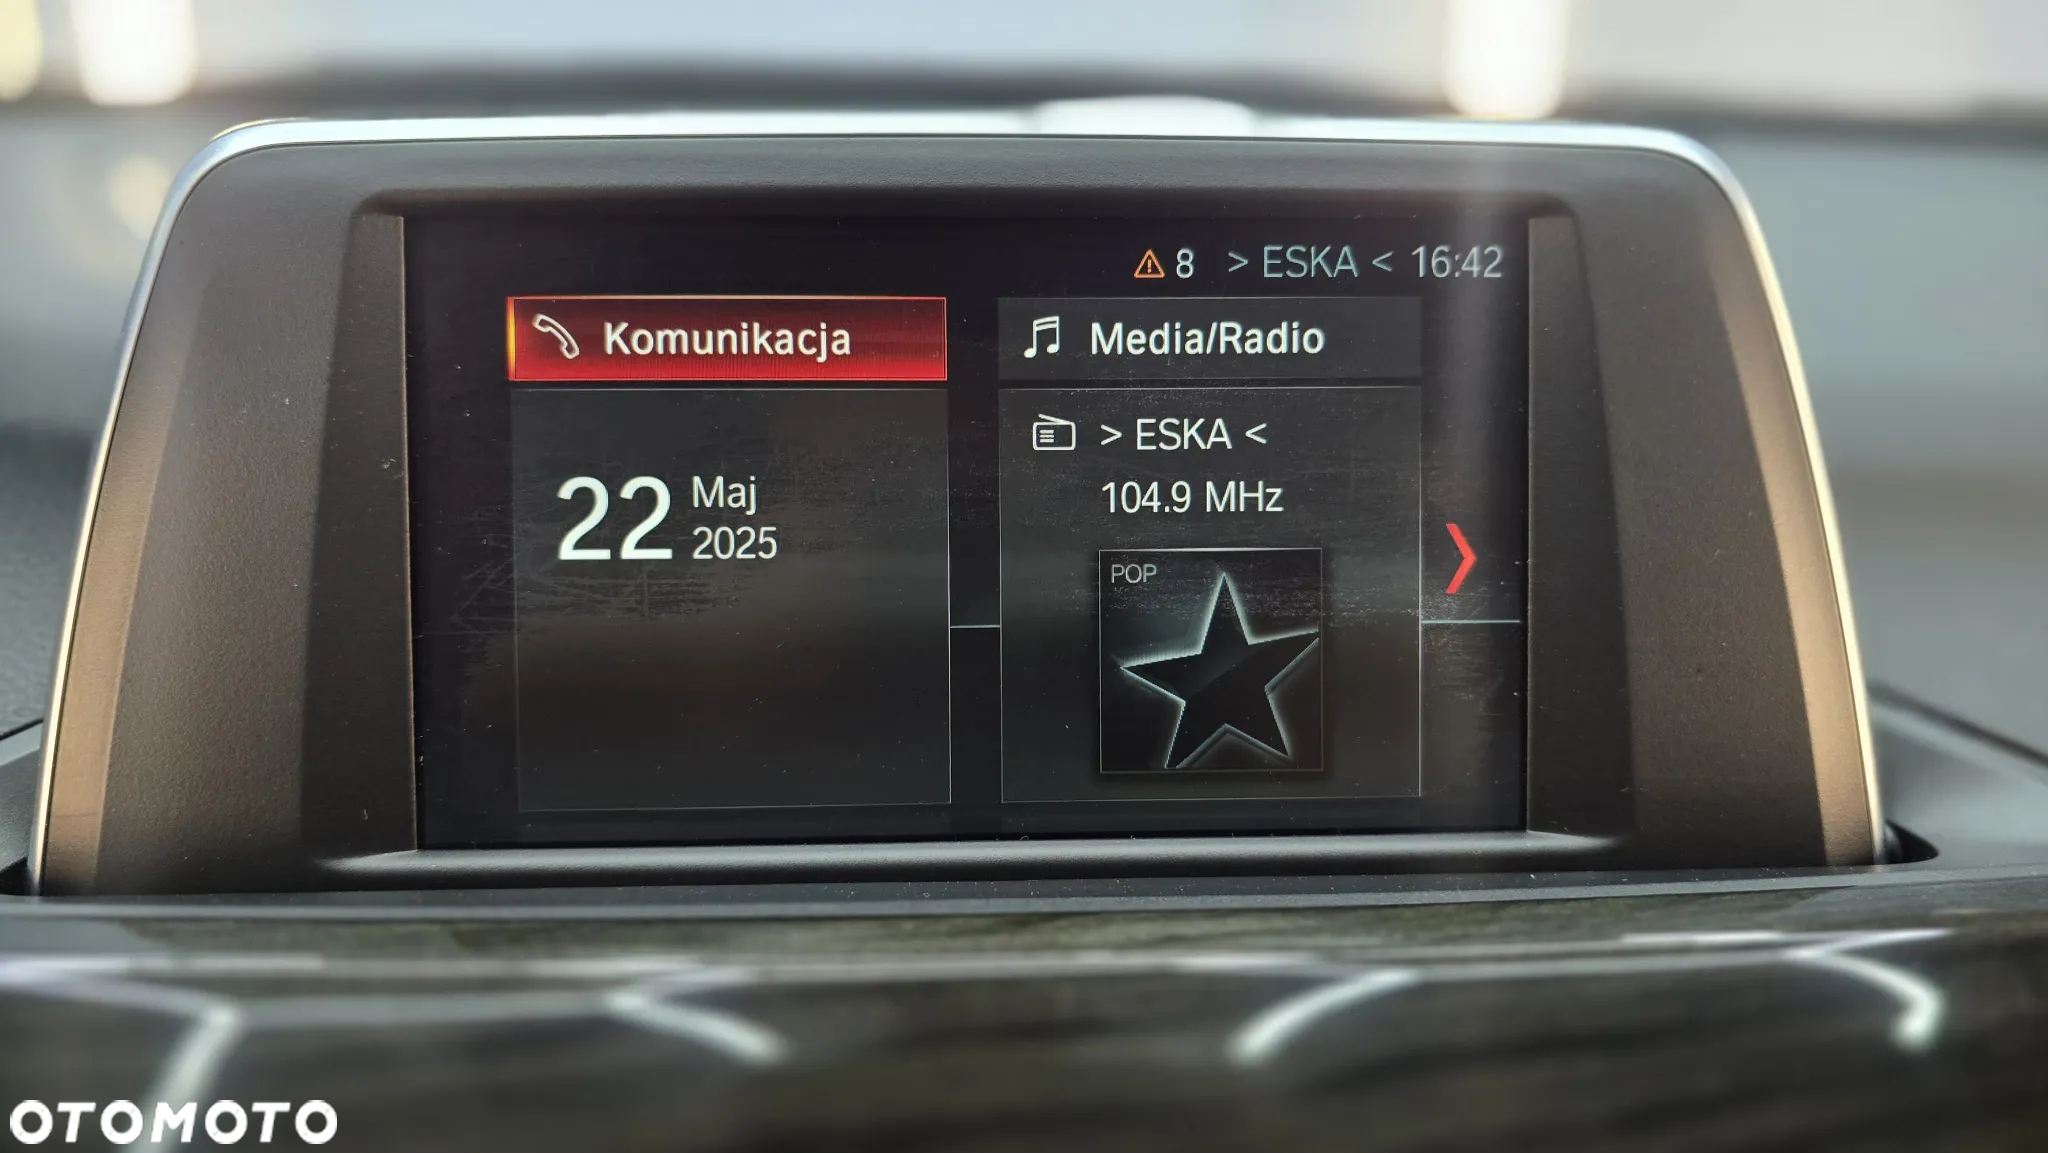 8 > ESKA < 16:42
Komunikacja
Media/Radio
22 Maj
2025
> ESKA <
104.9 MHz
POP
OTOMOTO